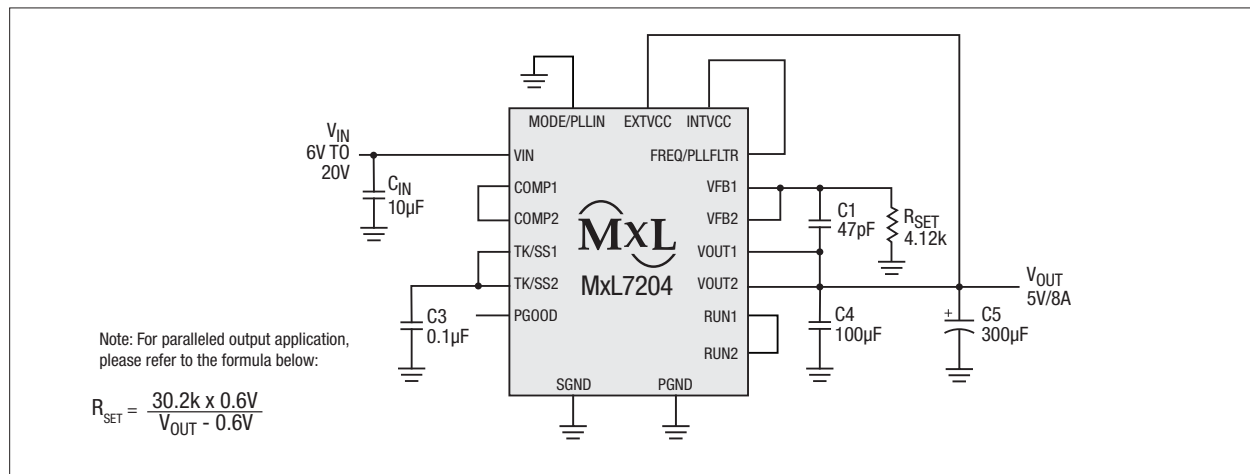 MODE/PLLIN EXTVCC INTVCC
V_IN
6V TO
20V
VIN
C_IN
10µF
COMP1
COMP2
TK/SS1
TK/SS2
C3
0.1µF
PGOOD
SGND
PGND
MxL
MxL7204
FREQ/PLLFLTR
VFB1
VFB2
VOUT1
VOUT2
RUN1
RUN2
C1
47pF
R_SET
4.12k
C4
100µF
+
C5
300µF
V_OUT
5V/8A
Note: For paralleled output application,
please refer to the formula below:
R_SET = 30.2k x 0.6V / V_OUT - 0.6V